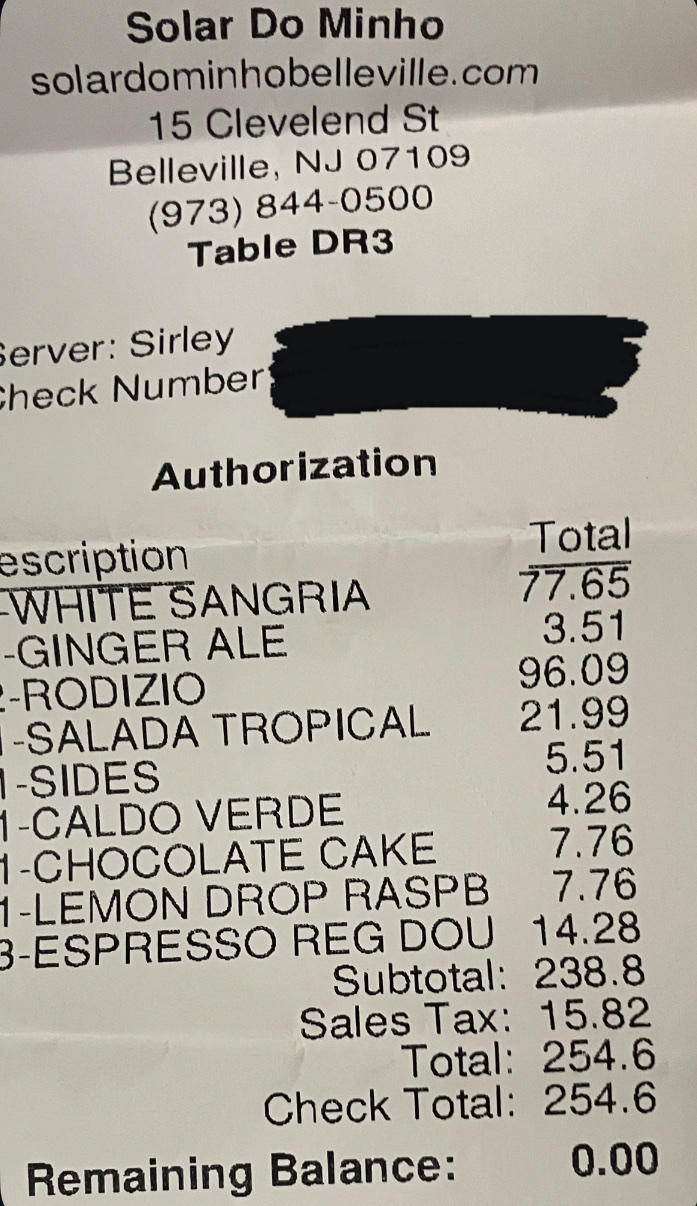 Solar Do Minho
solardominhobelleville.com
15 Clevelend St
Belleville, NJ 07109
(973) 844-0500
Table DR3
Server: Sirley
Check Number
Authorization
escription Total
-WHITE SANGRIA 77.65
-GINGER ALE 3.51
2-RODIZIO 96.09
1-SALADA TROPICAL 21.99
1-SIDES 5.51
1-CALDO VERDE 4.26
1-CHOCOLATE CAKE 7.76
1-LEMON DROP RASPB 7.76
3-ESPRESSO REG DOU 14.28
Subtotal: 238.8
Sales Tax: 15.82
Total: 254.6
Check Total: 254.6
Remaining Balance: 0.00